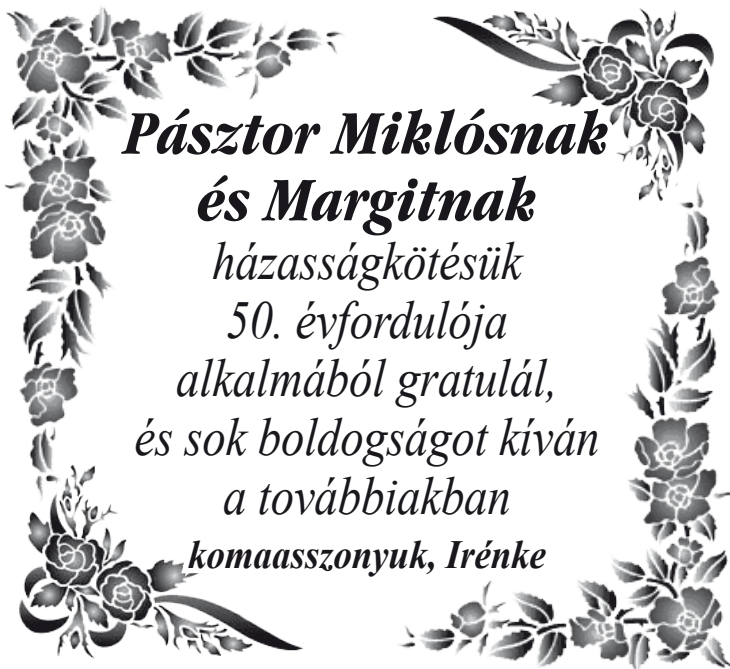 Pásztor Miklósnak
és Margitnak
házasságkötésük
50. évfordulója
alkalmából gratulál,
és sok boldogságot kíván
a továbbiakban
komaasszonyuk, Irénke